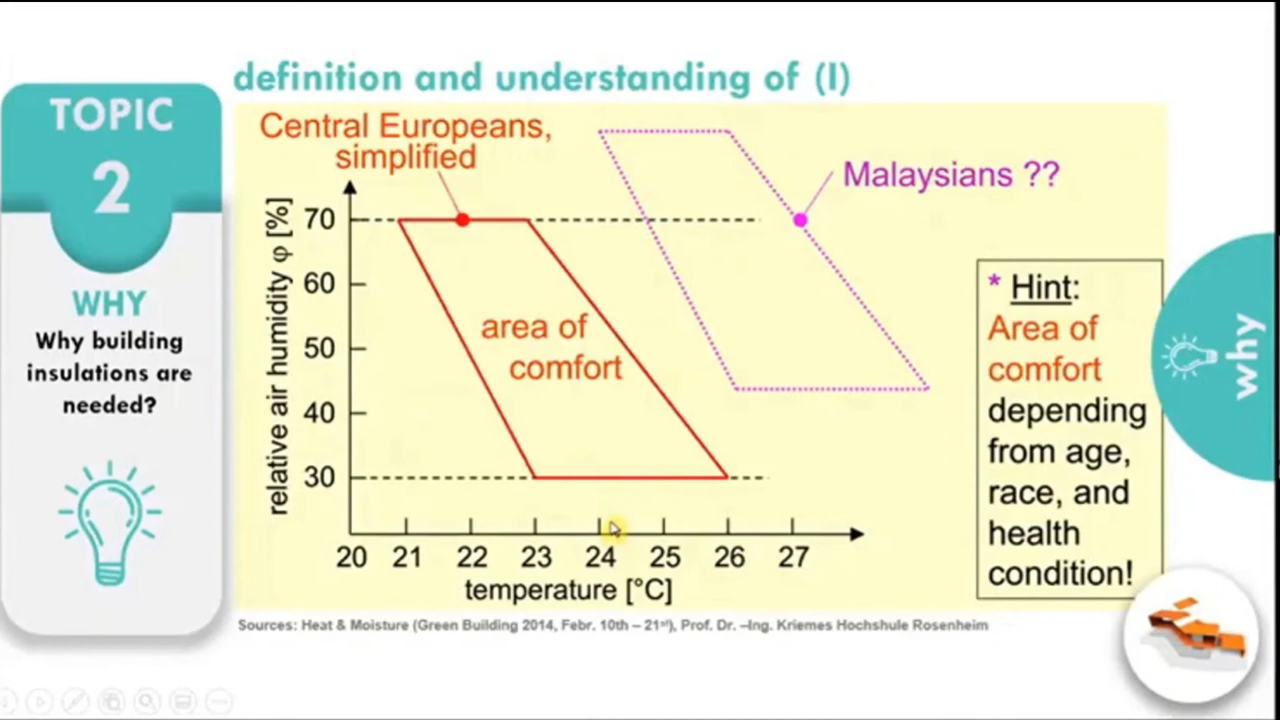 definition and understanding of (I)
TOPIC
2
WHY
Why building
insulations are
needed?
Central Europeans,
simplified
Malaysians ??
relative air humidity φ [%]
70
60
50
40
30
area of
comfort
20 21 22 23 24 25 26 27
temperature [°C]
* Hint:
Area of
comfort
depending
from age,
race, and
health
condition!
why
Sources: Heat & Moisture (Green Building 2014, Febr. 10th – 21st), Prof. Dr. –Ing. Kriemes Hochshule Rosenheim